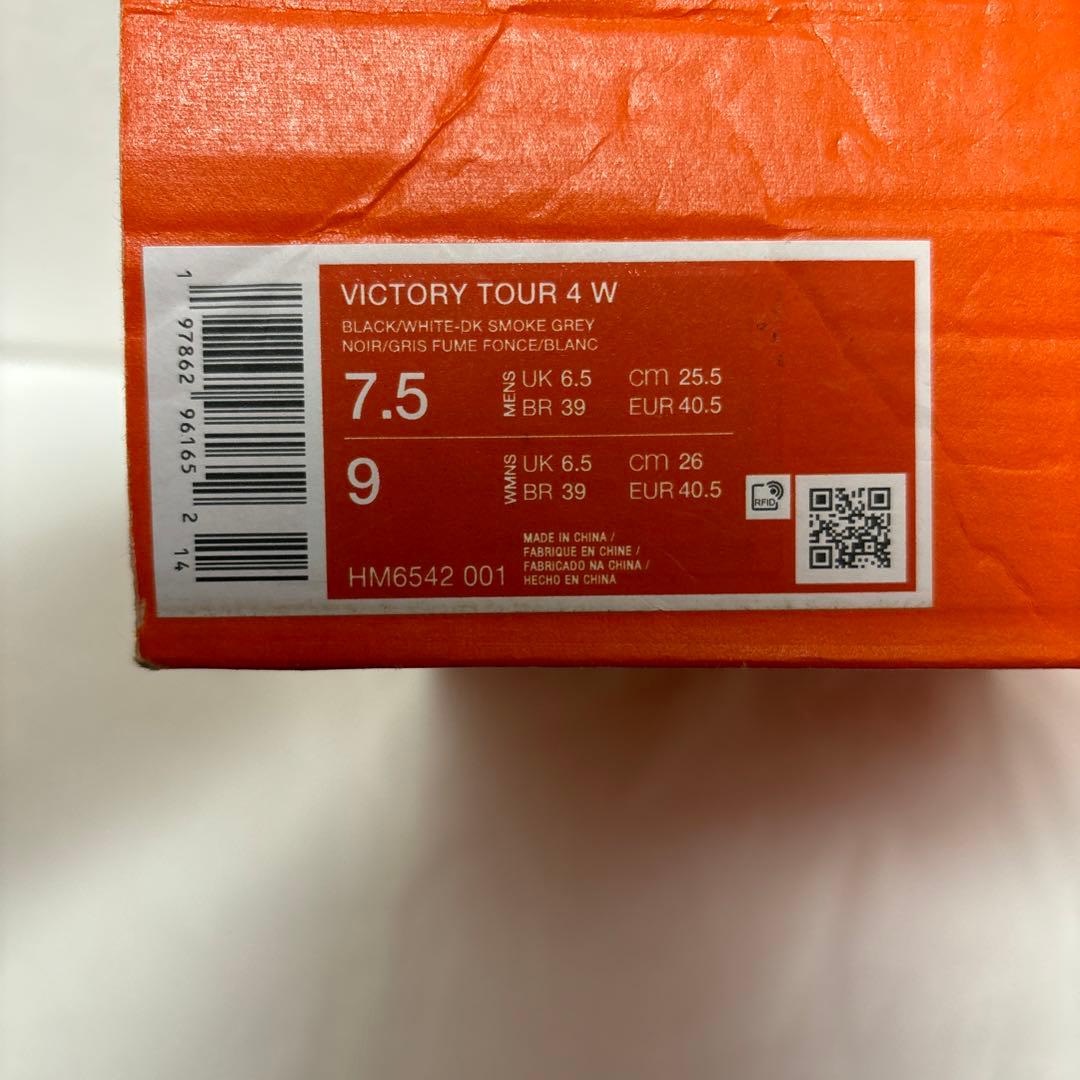 1 97862 96165 2 14
VICTORY TOUR 4 W
BLACK/WHITE-DK SMOKE GREY
NOIR/GRIS FUME FONCE/BLANC
7.5 MENS UK 6.5 cm 25.5
BR 39 EUR 40.5
9 WMNS UK 6.5 cm 26
BR 39 EUR 40.5
RFID
MADE IN CHINA /
FABRIQUE EN CHINE /
FABRICADO NA CHINA /
HECHO EN CHINA
HM6542 001